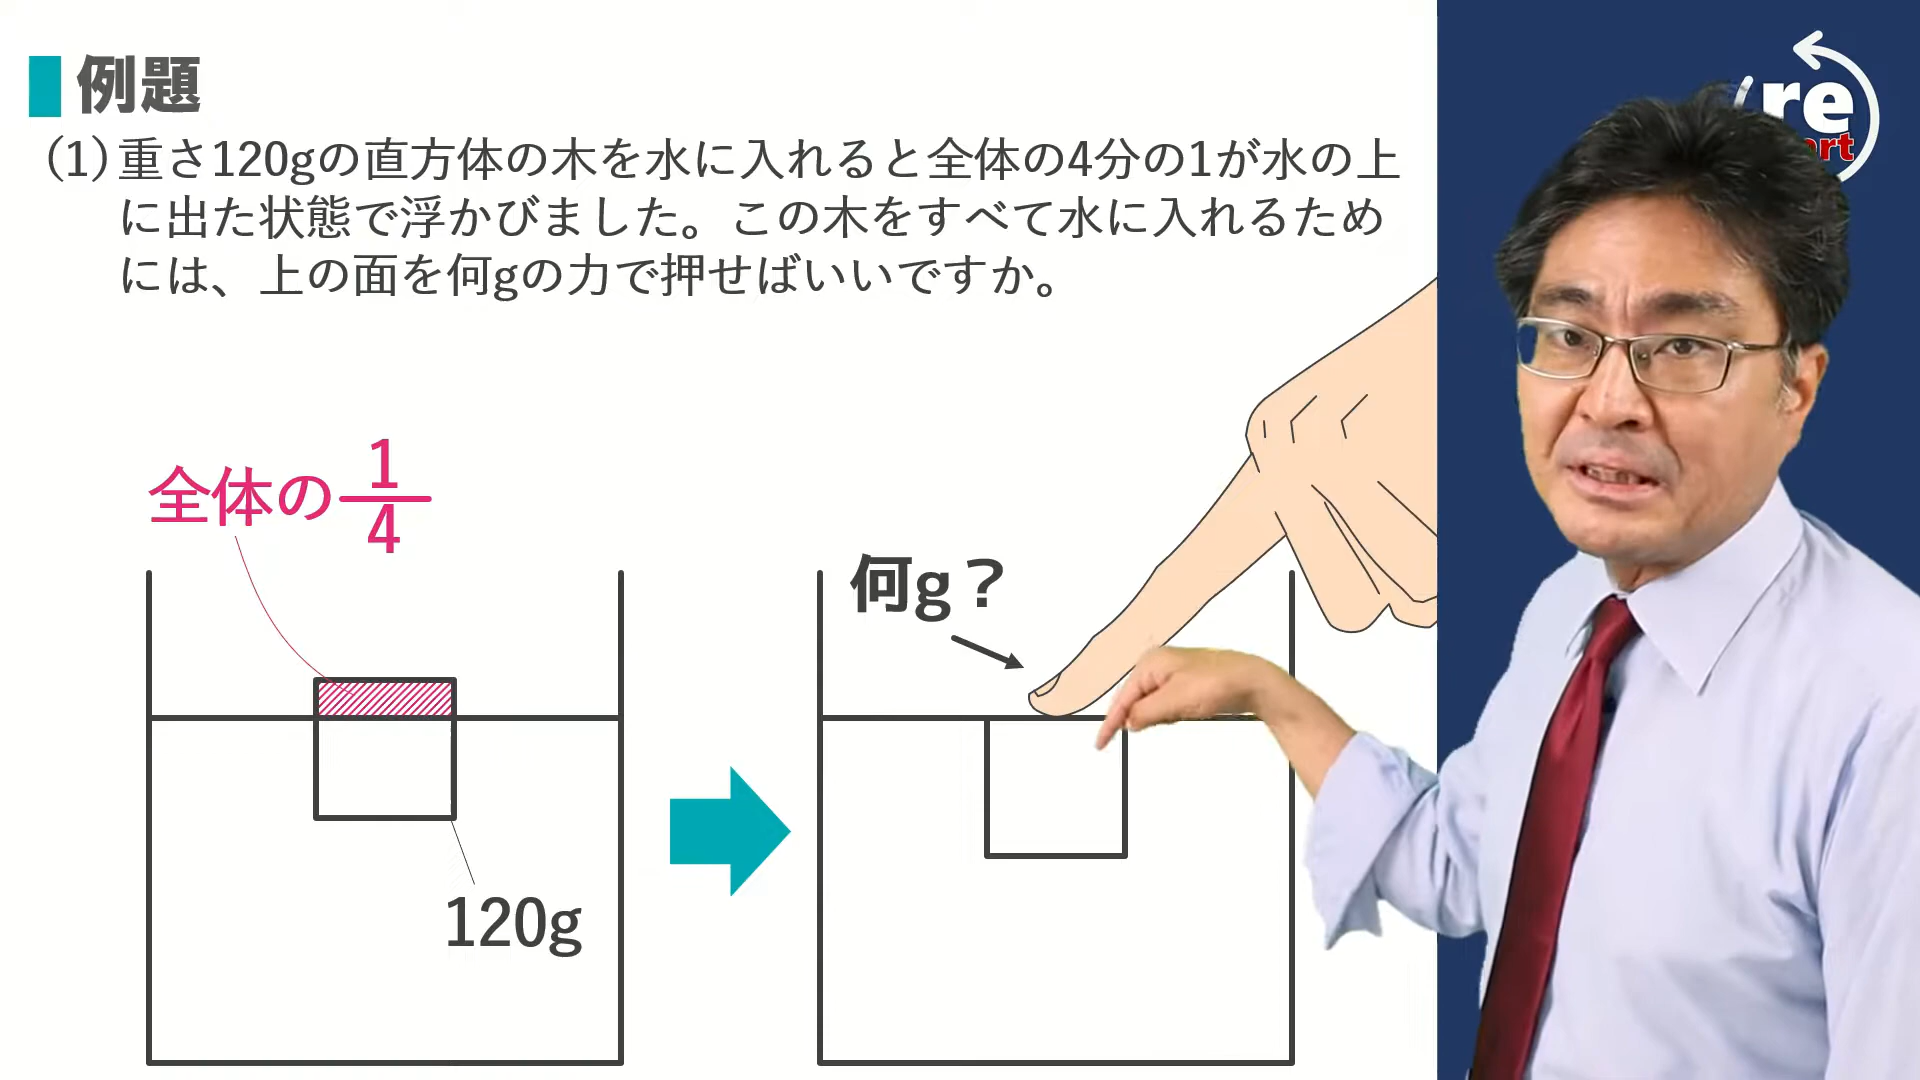 例題
(1)重さ120gの直方体の木を水に入れると全体の4分の1が水の上
に出た状態で浮かびました。この木をすべて水に入れるため
には、上の面を何gの力で押せばいいですか。
全体の1/4
何g？
120g
re